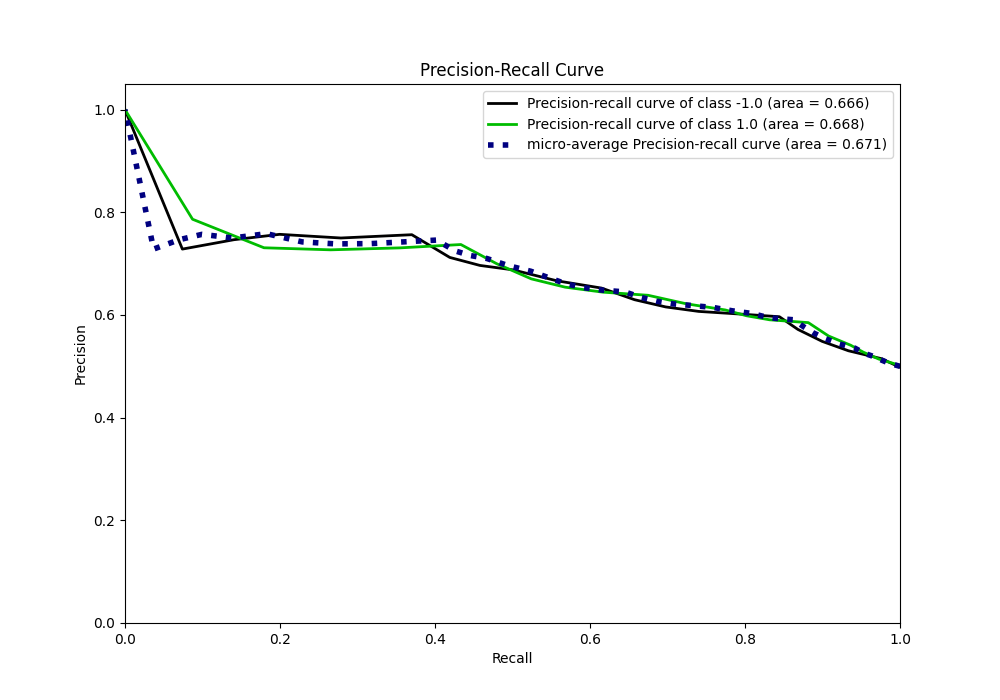 Precision-Recall Curve
Precision-recall curve of class -1.0 (area = 0.666)
Precision-recall curve of class 1.0 (area = 0.668)
micro-average Precision-recall curve (area = 0.671)
1.0
0.8
0.6
0.4
0.2
0.0
Precision
0.0 0.2 0.4 0.6 0.8 1.0
Recall